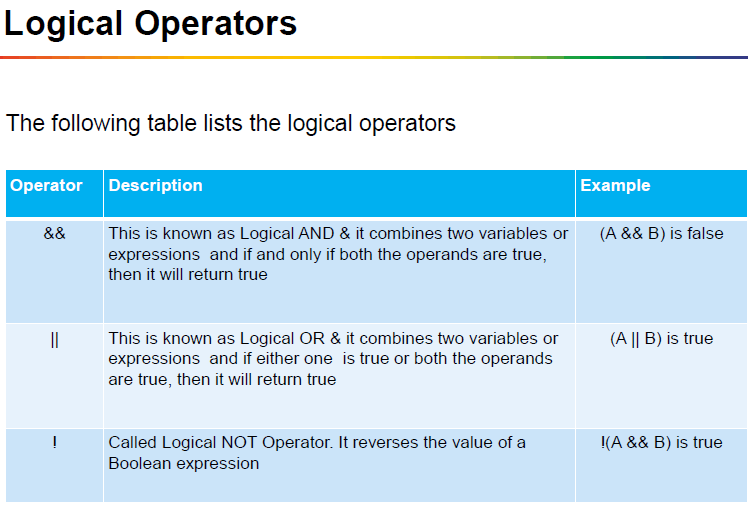 Logical Operators
The following table lists the logical operators
Operator Description Example
&& This is known as Logical AND & it combines two variables or (A && B) is false
expressions and if and only if both the operands are true,
then it will return true
|| This is known as Logical OR & it combines two variables or (A || B) is true
expressions and if either one is true or both the operands
are true, then it will return true
! Called Logical NOT Operator. It reverses the value of a !(A && B) is true
Boolean expression